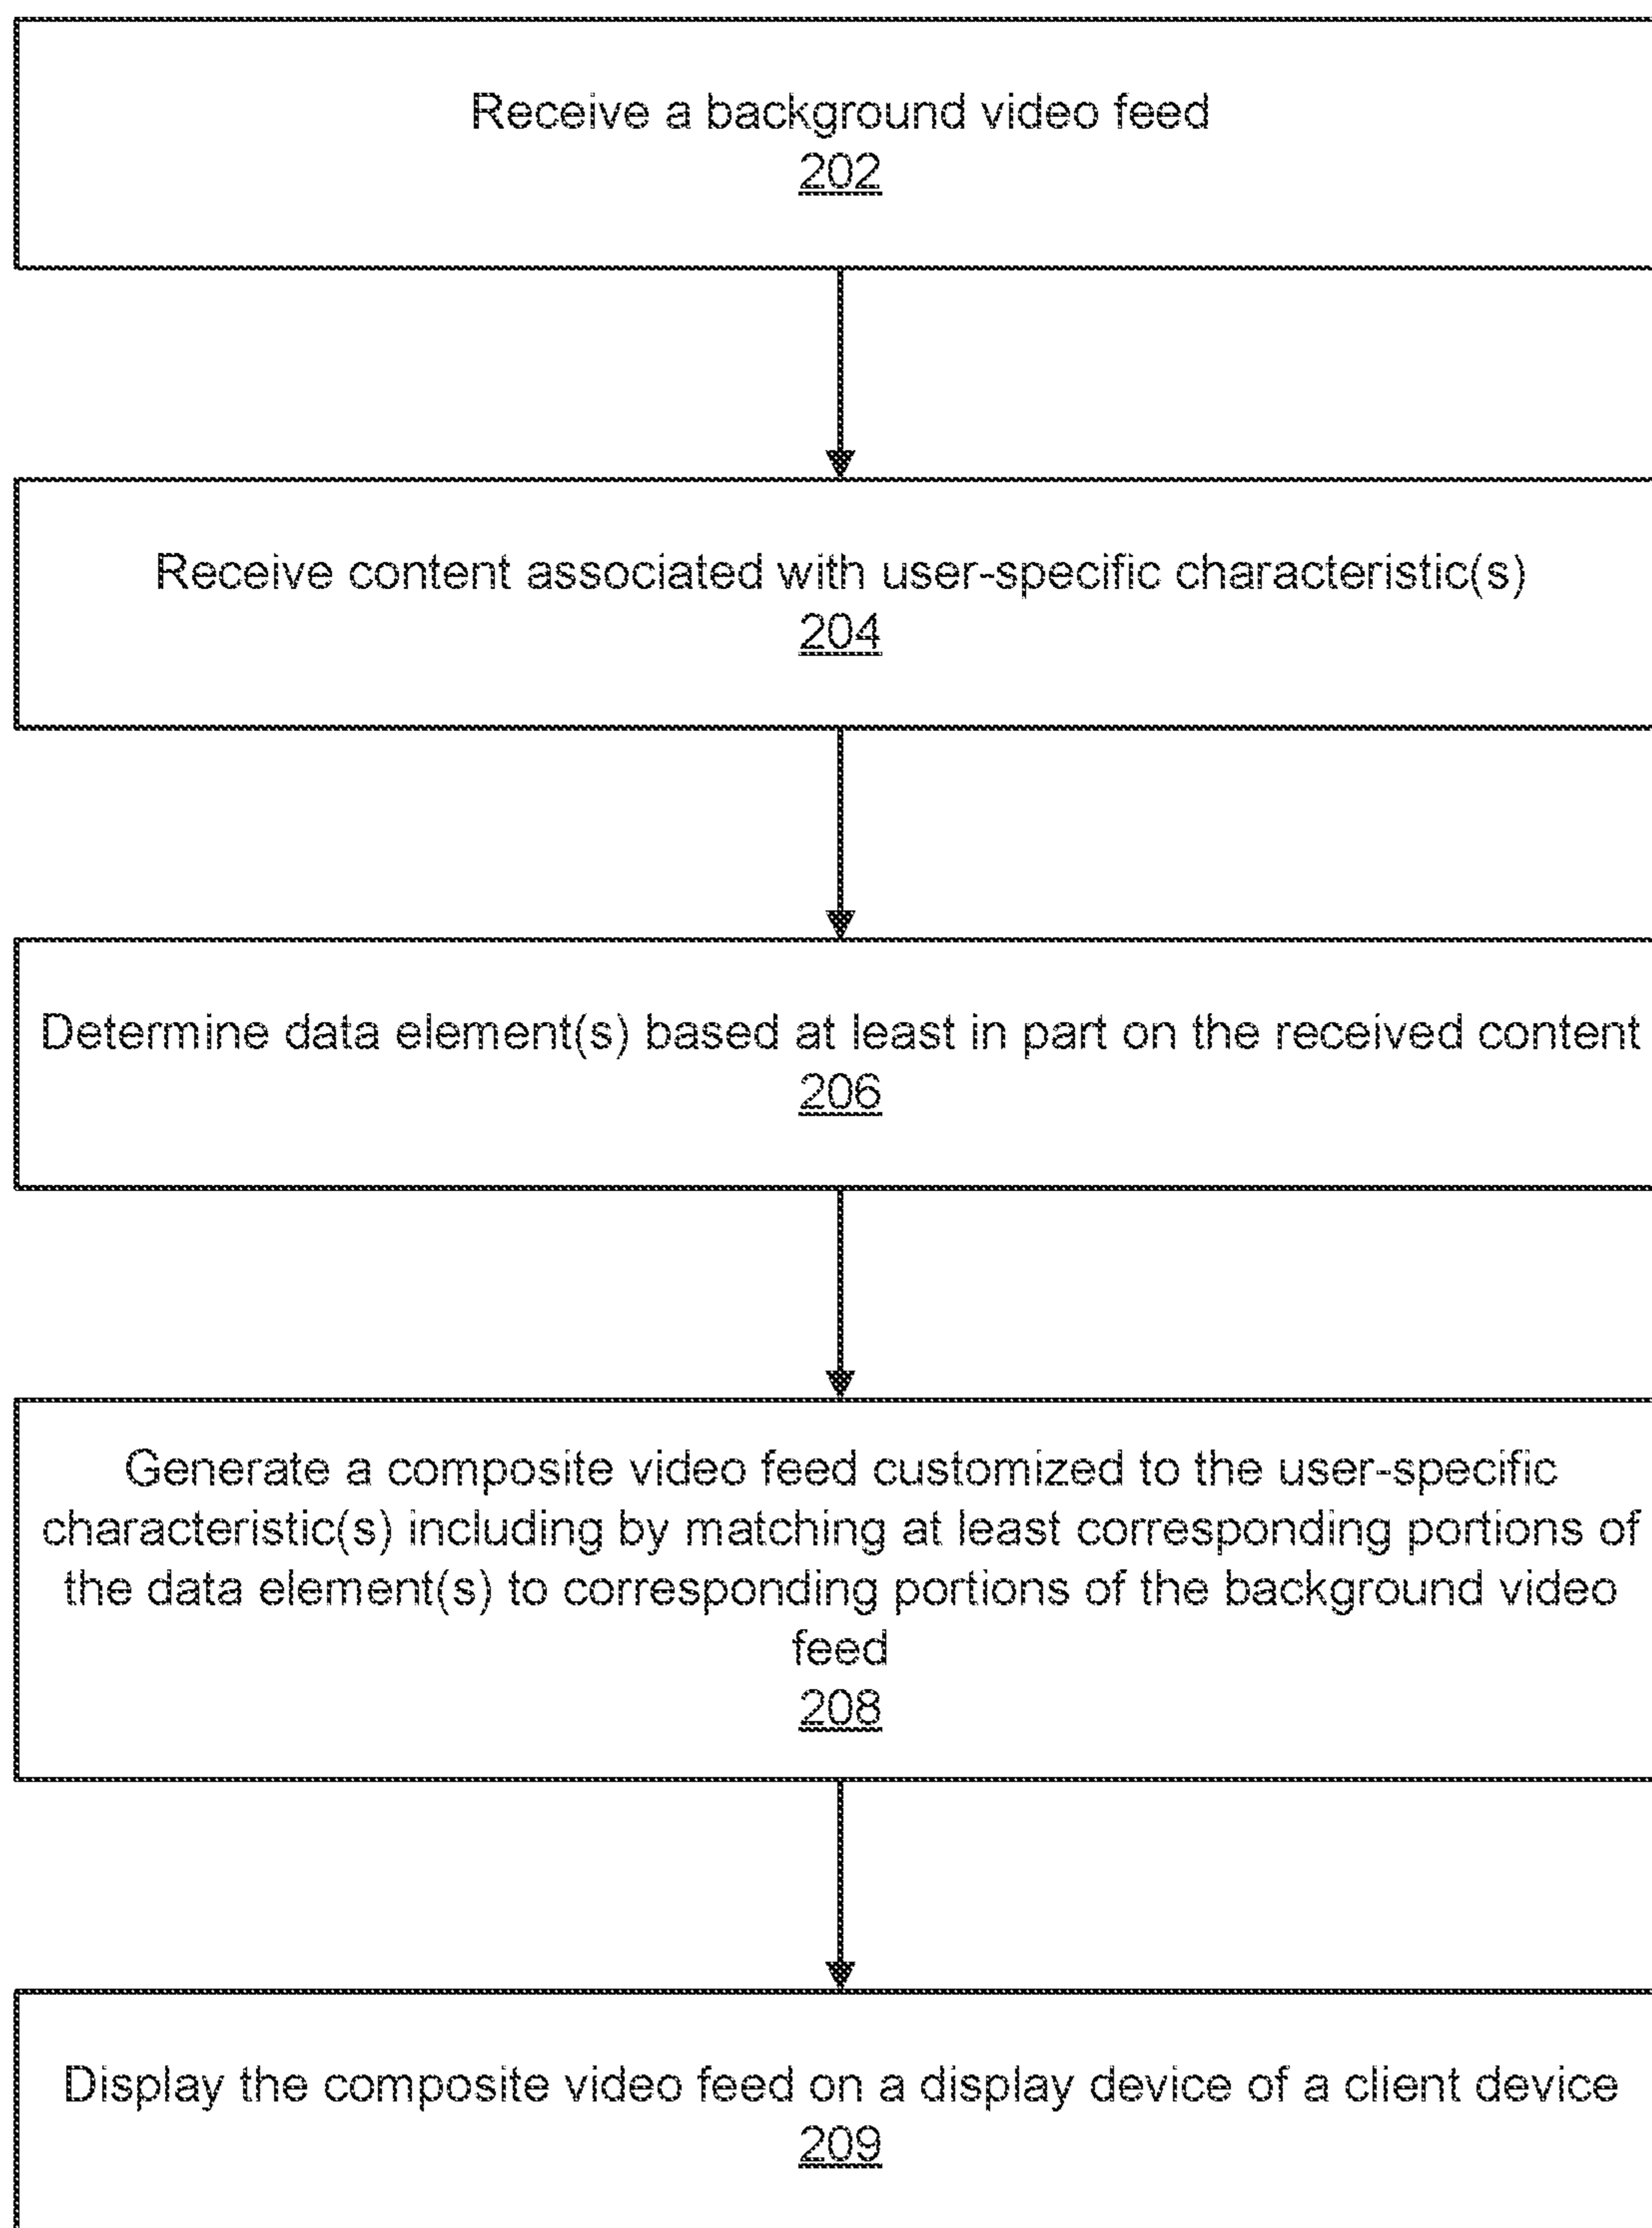 Receive a background video feed
202
Receive content associated with user-specific characteristic(s)
204
Determine data element(s) based at least in part on the received content
206
Generate a composite video feed customized to the user-specific
characteristic(s) including by matching at least corresponding portions of
the data element(s) to corresponding portions of the background video
feed
208
Display the composite video feed on a display device of a client device
209